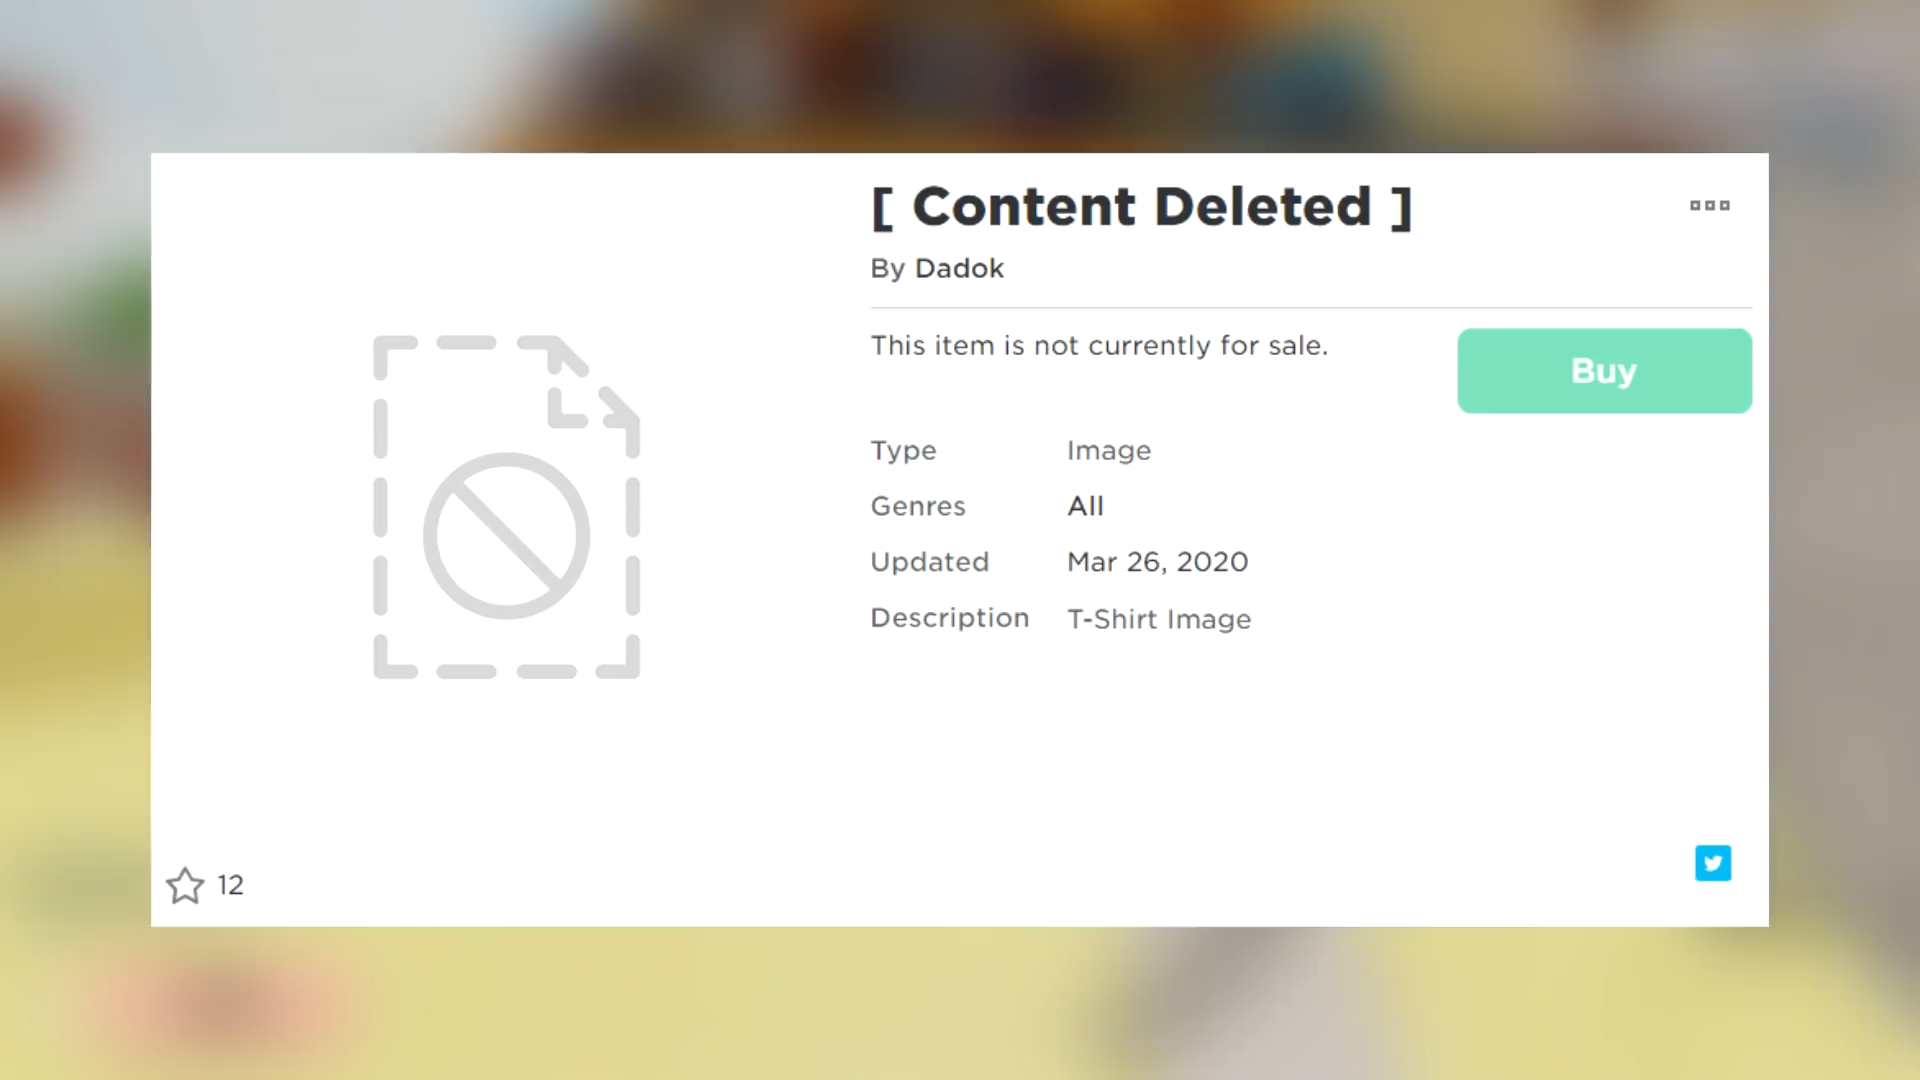 [ Content Deleted ]
By Dadok
This item is not currently for sale.
Buy
Type Image
Genres All
Updated Mar 26, 2020
Description T-Shirt Image
12